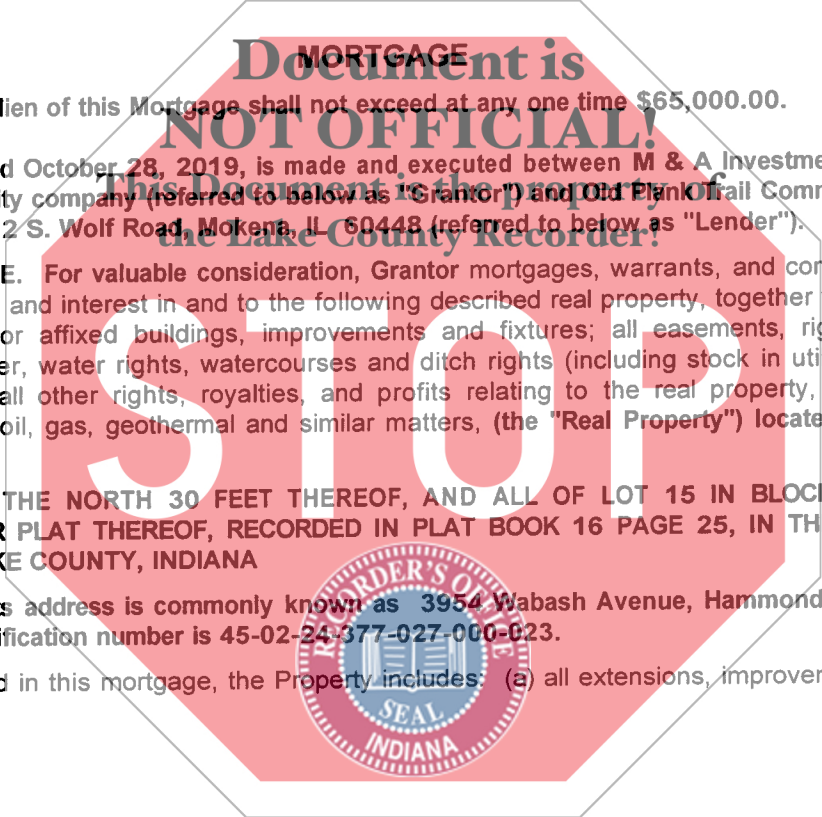 MORTGAGE
Document is
lien of this Mortgage shall not exceed at any one time $65,000.00.
NOT OFFICIAL!
d October 28, 2019, is made and executed between M & A Investme
This Document is the property of
ty company (referred to below as "Grantor") and Old Plank Trail Comm
2 S. Wolf Road, Mokena, IL 60448 (referred to below as "Lender").
the Lake County Recorder!
E. For valuable consideration, Grantor mortgages, warrants, and con
and interest in and to the following described real property, together
or affixed buildings, improvements and fixtures; all easements, rig
er, water rights, watercourses and ditch rights (including stock in uti
all other rights, royalties, and profits relating to the real property,
oil, gas, geothermal and similar matters, (the "Real Property") locate
STOP
THE NORTH 30 FEET THEREOF, AND ALL OF LOT 15 IN BLOC
R PLAT THEREOF, RECORDED IN PLAT BOOK 16 PAGE 25, IN TH
KE COUNTY, INDIANA
s address is commonly known as 3954 Wabash Avenue, Hammond
ification number is 45-02-24-377-027-000-023.
d in this mortgage, the Property includes: (a) all extensions, improvem
RECORDER'S OFFICE
SEAL
INDIANA